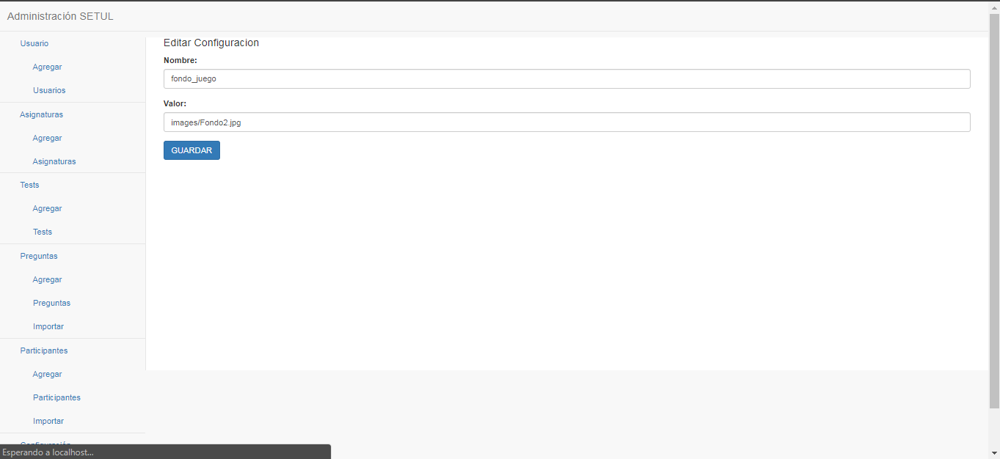 Administración SETUL
Usuario
Agregar
Usuarios
Asignaturas
Agregar
Asignaturas
Tests
Agregar
Tests
Preguntas
Agregar
Preguntas
Importar
Participantes
Agregar
Participantes
Importar
Configuración
Editar Configuracion
Nombre:
fondo_juego
Valor:
images/Fondo2.jpg
GUARDAR
Esperando a localhost...